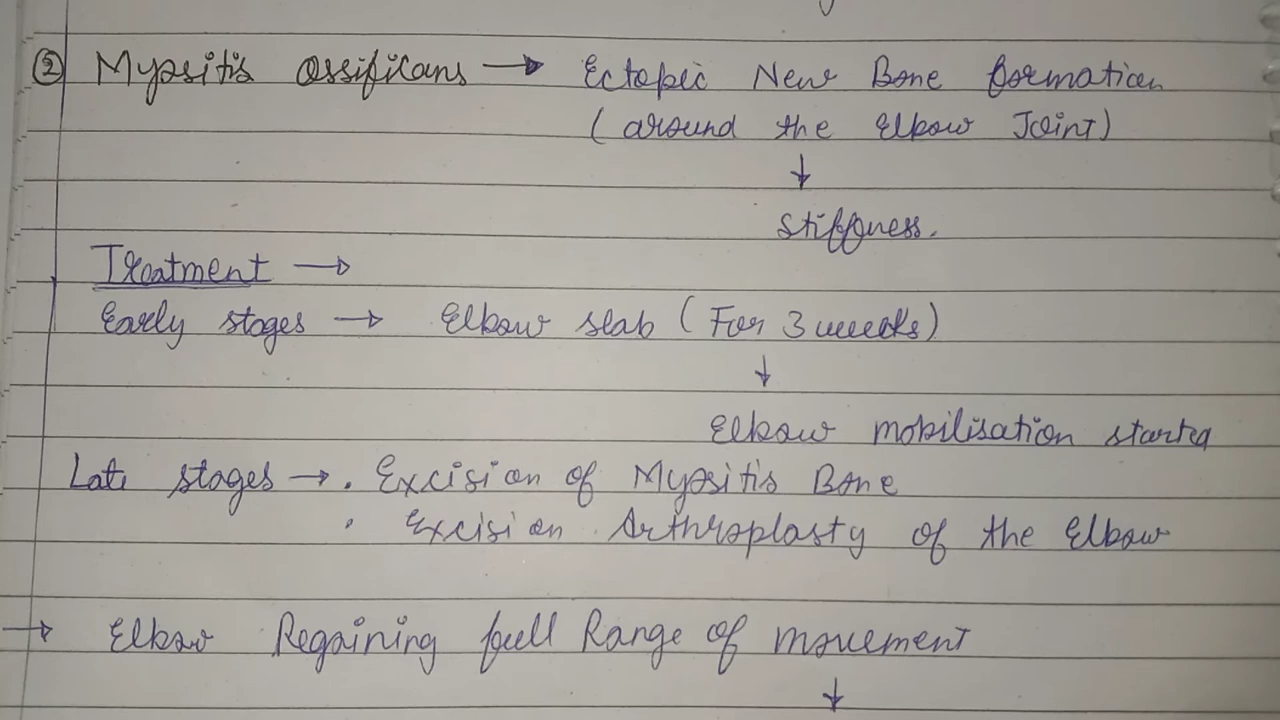 ② Myositis Ossificans → Ectopic New Bone formation
(around the Elbow Joint)
↓
stiffness.
Treatment →
Early stages → Elbow slab (For 3 weeks)
↓
Elbow mobilisation started
Late stages → . Excision of Myositis Bone
. Excision Arthroplasty of the Elbow
→ Elbow Regaining full Range of movement
↓